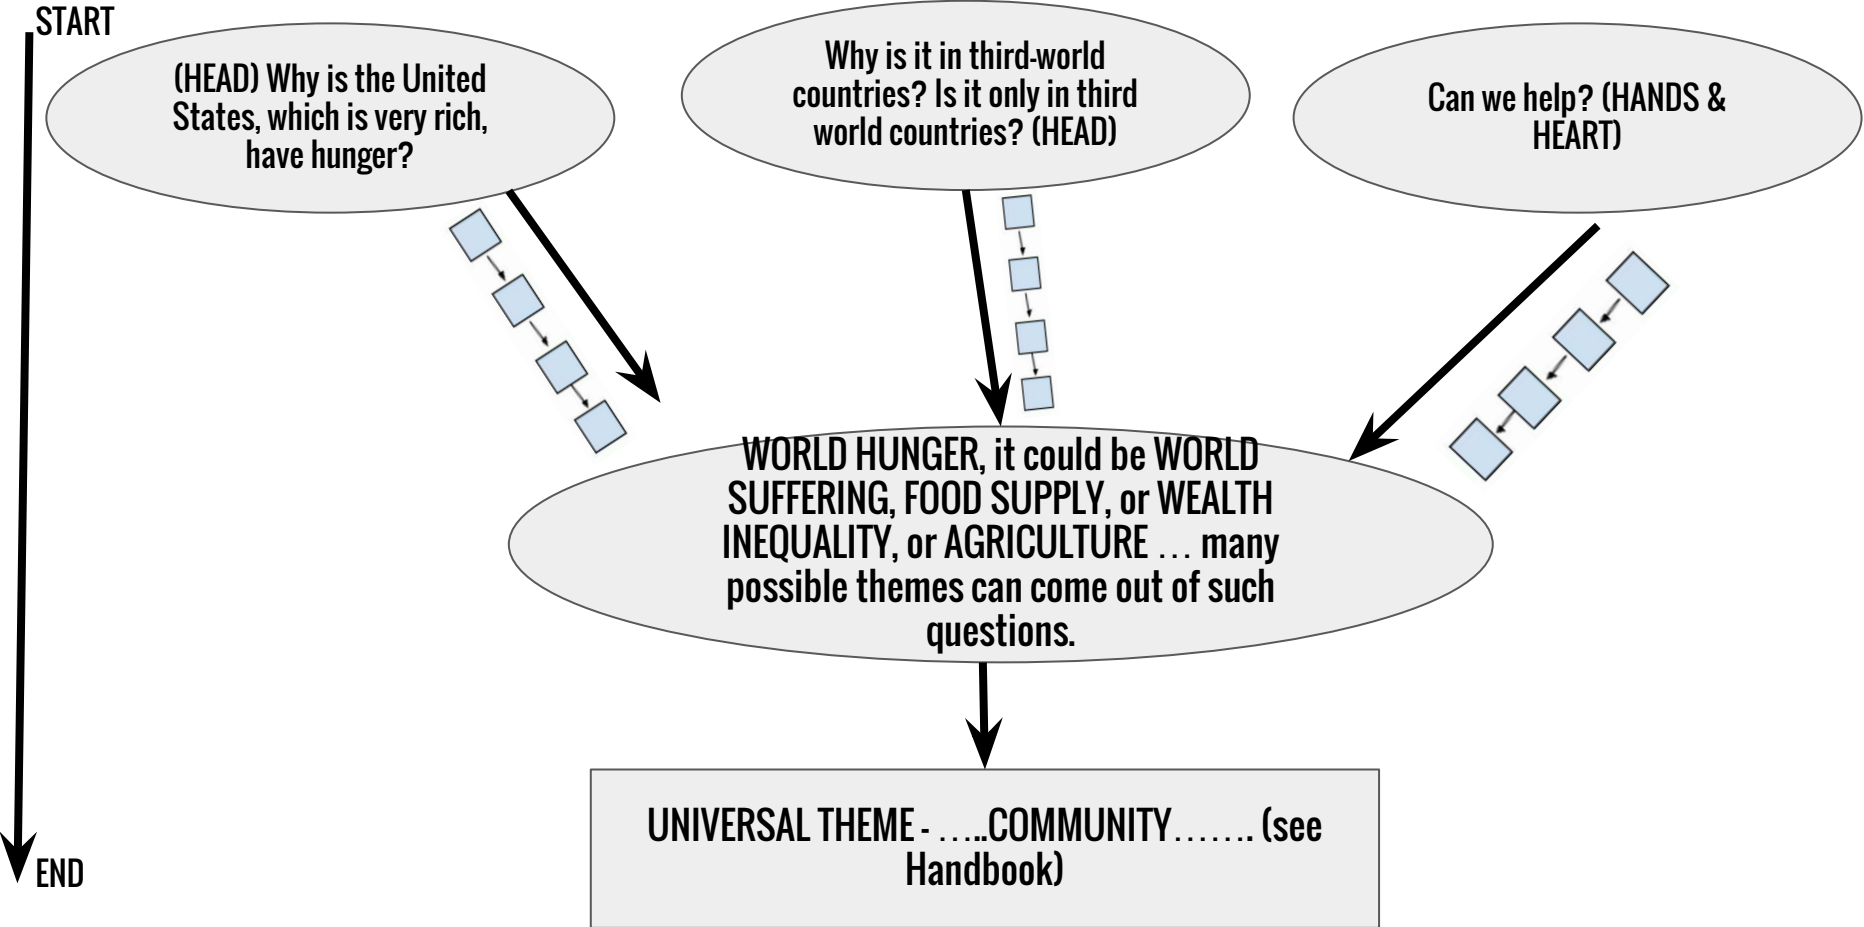 START
(HEAD) Why is the United
States, which is very rich,
have hunger?
Why is it in third-world
countries? Is it only in third
world countries? (HEAD)
Can we help? (HANDS &
HEART)
WORLD HUNGER, it could be WORLD
SUFFERING, FOOD SUPPLY, or WEALTH
INEQUALITY, or AGRICULTURE … many
possible themes can come out of such
questions.
UNIVERSAL THEME - …..COMMUNITY……. (see
Handbook)
END